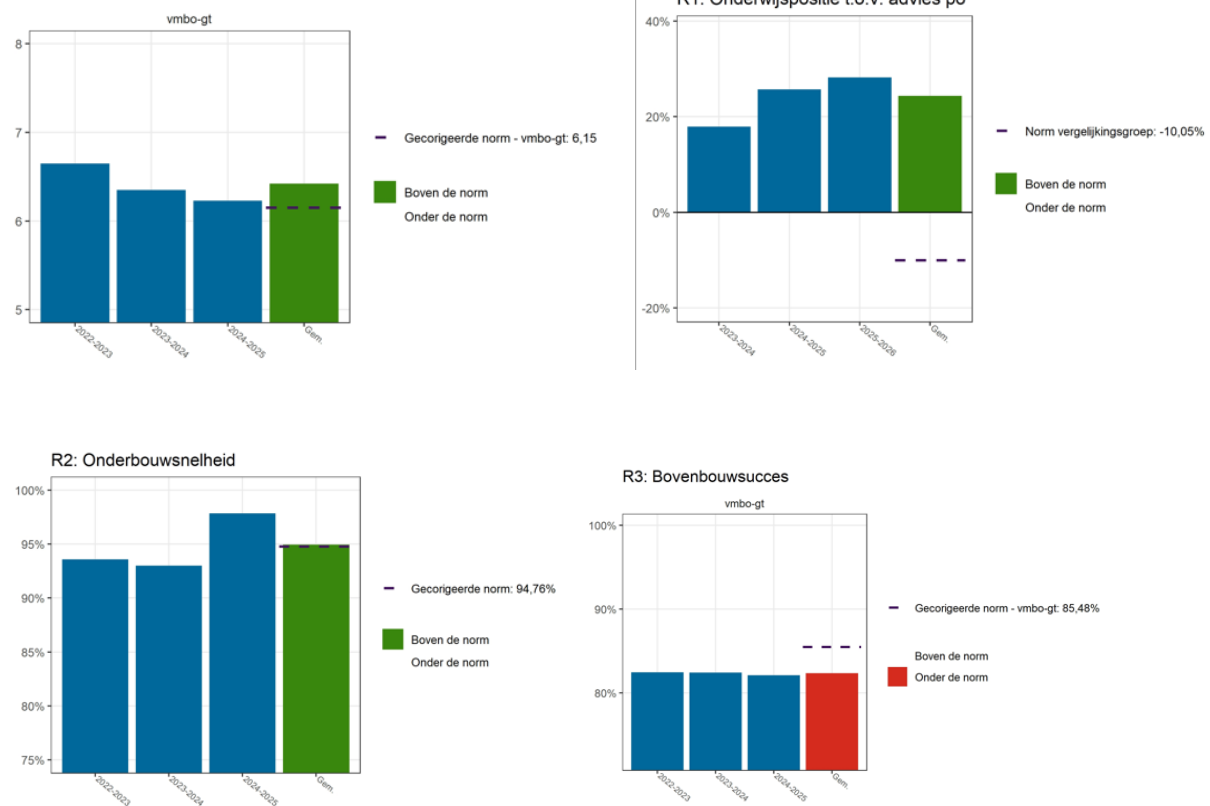 vmbo-gt
8
7
6
5
Gecorigeerde norm - vmbo-gt: 6,15
Boven de norm
Onder de norm
2022-2023
2023-2024
2024-2025
Gem.
R1: Onderwijspositie t.o.v. advies po
40%
20%
0%
-20%
Norm vergelijkingsgroep: -10,05%
Boven de norm
Onder de norm
2023-2024
2024-2025
2025-2026
Gem.
R2: Onderbouwsnelheid
100%
95%
90%
85%
80%
75%
Gecorigeerde norm: 94,76%
Boven de norm
Onder de norm
2022-2023
2023-2024
2024-2025
Gem.
R3: Bovenbouwsucces
vmbo-gt
100%
90%
80%
Gecorigeerde norm - vmbo-gt: 85,48%
Boven de norm
Onder de norm
2022-2023
2023-2024
2024-2025
Gem.